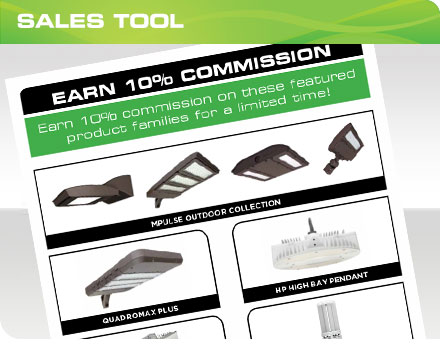 SALES TOOL
EARN 10% COMMISSION
Earn 10% commission on these featured
product families for a limited time!
MPULSE OUTDOOR COLLECTION
QUADROMAX PLUS
HP HIGH BAY PENDANT